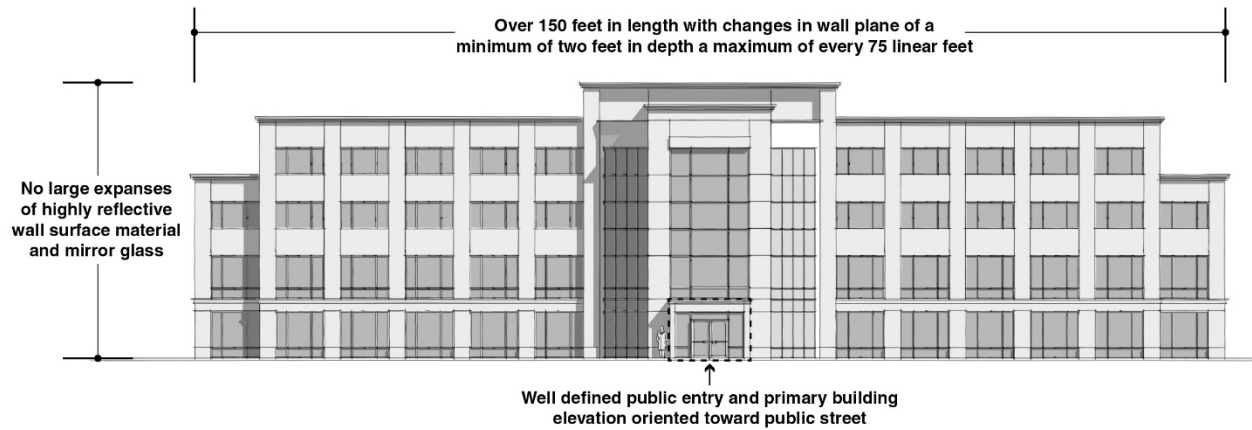 Over 150 feet in length with changes in wall plane of a
minimum of two feet in depth a maximum of every 75 linear feet
No large expanses
of highly reflective
wall surface material
and mirror glass
Well defined public entry and primary building
elevation oriented toward public street